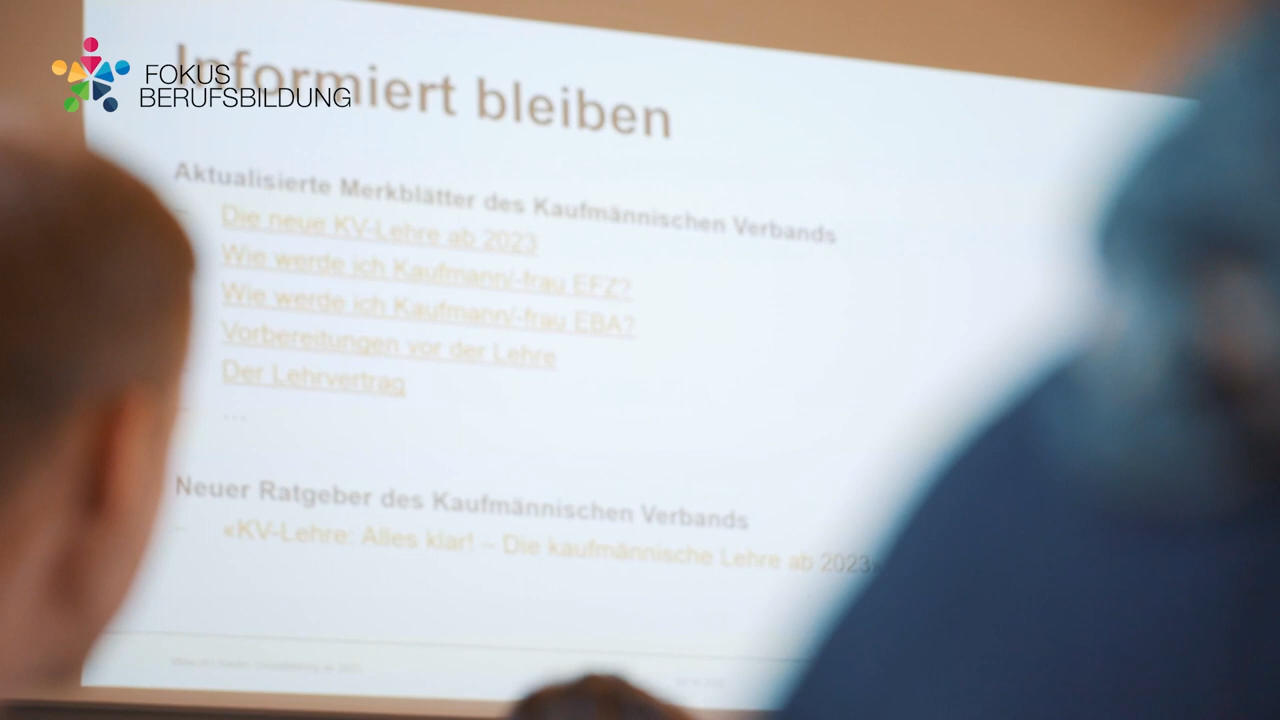 FOKUS
BERUFSBILDUNG
Informiert bleiben
Aktualisierte Merkblätter des Kaufmännischen Verbands
– Die neue KV-Lehre ab 2023
Wie werde ich Kaufmann/-frau EFZ?
Wie werde ich Kaufmann/-frau EBA?
Vorbereitungen vor der Lehre
Der Lehrvertrag
– ...
Neuer Ratgeber des Kaufmännischen Verbands
– «KV-Lehre: Alles klar! – Die kaufmännische Lehre ab 2023»